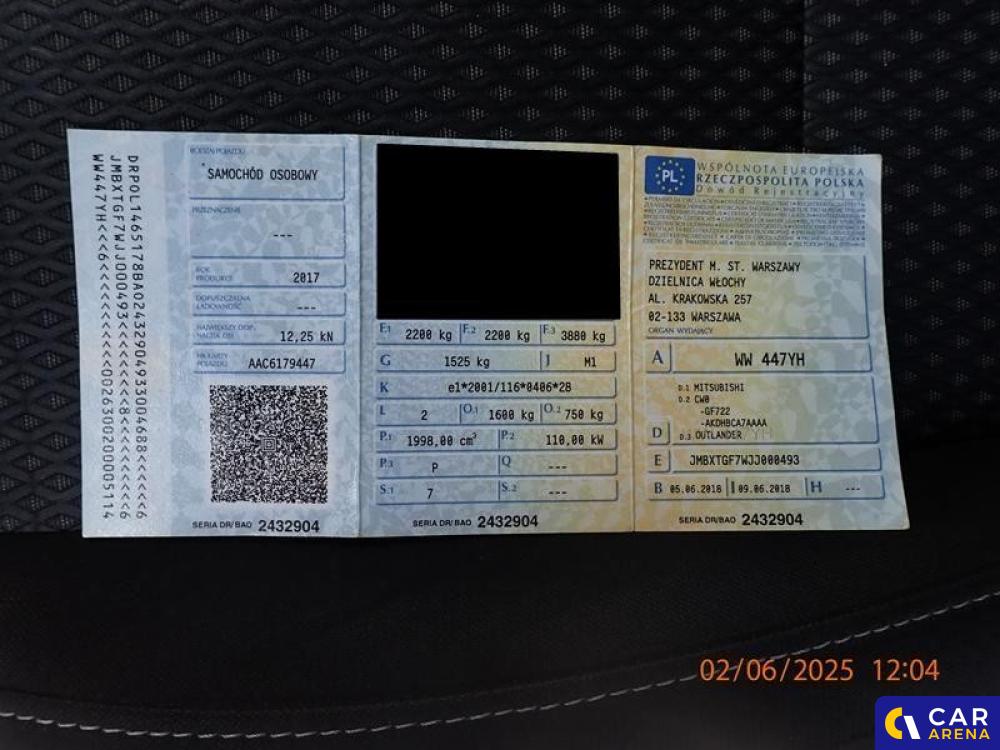 DRPOL1465178BAO2432904933004688<<<<<<6
JMBXTGF7WJJ000493<<<<<<<<<<<8<<<<<<<<6
WW447YH<<<6<<<<<<<<<<<<<00263002000005114
RODZAJ POJAZDU
SAMOCHÓD OSOBOWY
PRZEZNACZENIE
---
ROK PRODUKCJI 2017
DOPUSZCZALNA ŁADOWNOŚĆ ---
NAJWIĘKSZY DOP. NACISK OSI 12,25 kN
NR KARTY POJAZDU AAC6179447
SERIA DR/BAO 2432904
F.1 2200 kg F.2 2200 kg F.3 3880 kg
G 1525 kg J M1
K e1*2001/116*0406*28
L 2 O.1 1600 kg O.2 750 kg
P.1 1998,00 cm³ P.2 110,00 kW
P.3 P Q ---
S.1 7 S.2 ---
SERIA DR/BAO 2432904
PL
WSPÓLNOTA EUROPEJSKA
RZECZPOSPOLITA POLSKA
Dowód Rejestracyjny
PREZYDENT M. ST. WARSZAWY
DZIELNICA WŁOCHY
AL. KRAKOWSKA 257
02-133 WARSZAWA
ORGAN WYDAJĄCY
A WW 447YH
D.1 MITSUBISHI
D.2 CW0
-GF722
-AKDHBCA7AAAA
D D.3 OUTLANDER
E JMBXTGF7WJJ000493
B 05.06.2018 I 09.06.2018 H ---
SERIA DR/BAO 2432904
02/06/2025 12:04
CAR
ARENA